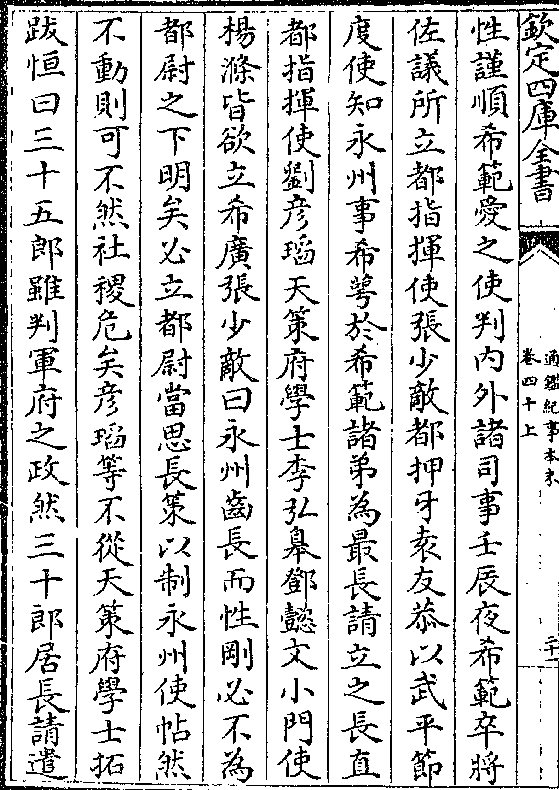 欽定四庫全書
通鑑紀事本末
卷四十上
二十
性謹順希範愛之使判内外諸司事壬辰夜希範卒將
佐議所立都指揮使張少敵都押牙袁友恭以武平節
度使知永州事希萼於希範諸弟為最長請立之長直
都指揮使劉彦瑫天策府學士李弘臯鄧懿文小門使
楊滌皆欲立希廣張少敵曰永州齒長而性剛必不為
都尉之下明矣必立都尉當思長策以制永州使帖然
不動則可不然社稷危矣彦瑫等不從天策府學士拓
跋恒曰三十五郎雖判軍府之政然三十郎居長請遣